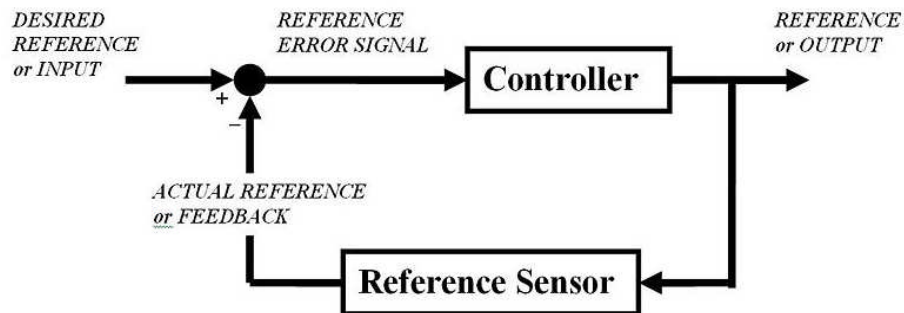 DESIRED
REFERENCE
or INPUT
REFERENCE
ERROR SIGNAL
REFERENCE
or OUTPUT
Controller
+
−
ACTUAL REFERENCE
or FEEDBACK
Reference Sensor